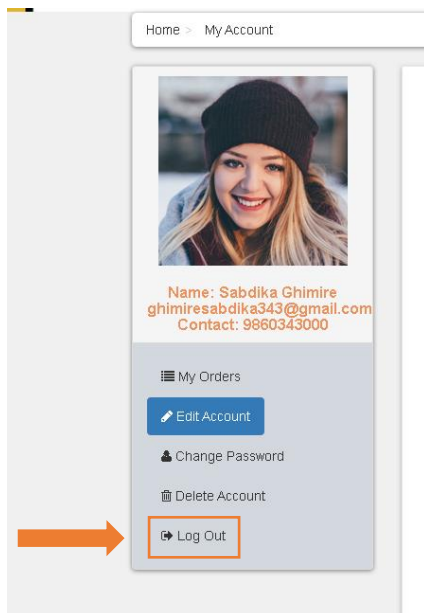 Home > My Account
Name: Sabdika Ghimire
ghimiresabdika343@gmail.com
Contact: 9860343000
My Orders
Edit Account
Change Password
Delete Account
Log Out